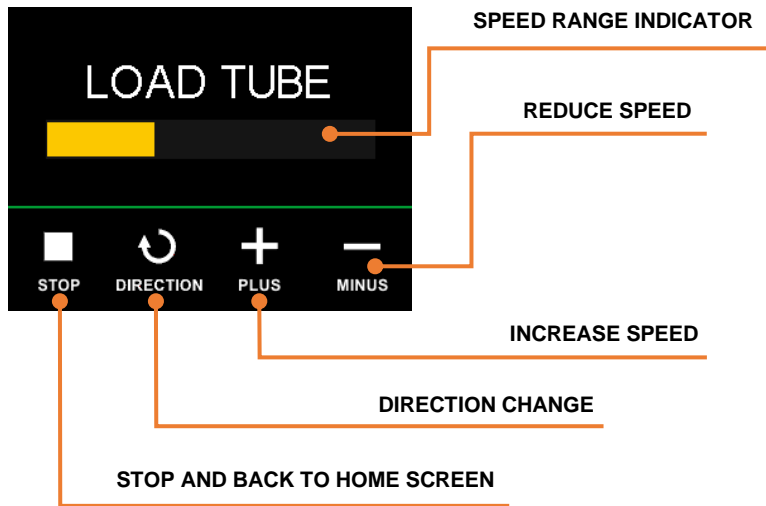 SPEED RANGE INDICATOR
LOAD TUBE
REDUCE SPEED
STOP DIRECTION PLUS MINUS
INCREASE SPEED
DIRECTION CHANGE
STOP AND BACK TO HOME SCREEN